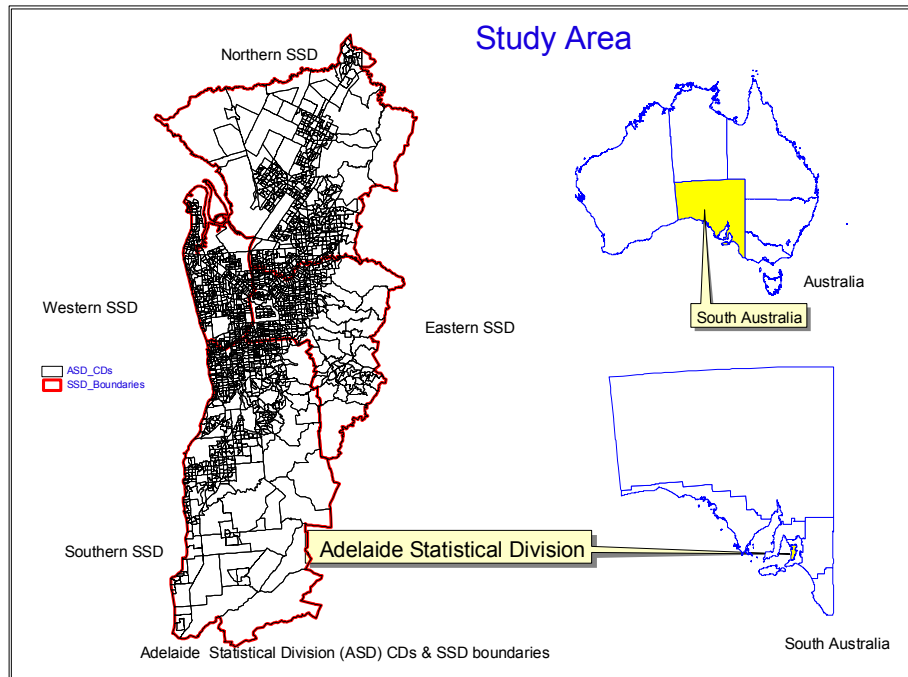 Study Area
Northern SSD
Western SSD
Eastern SSD
Australia
South Australia
ASD_CDs
SSD_Boundaries
Southern SSD
Adelaide Statistical Division
Adelaide Statistical Division (ASD) CDs & SSD boundaries
South Australia